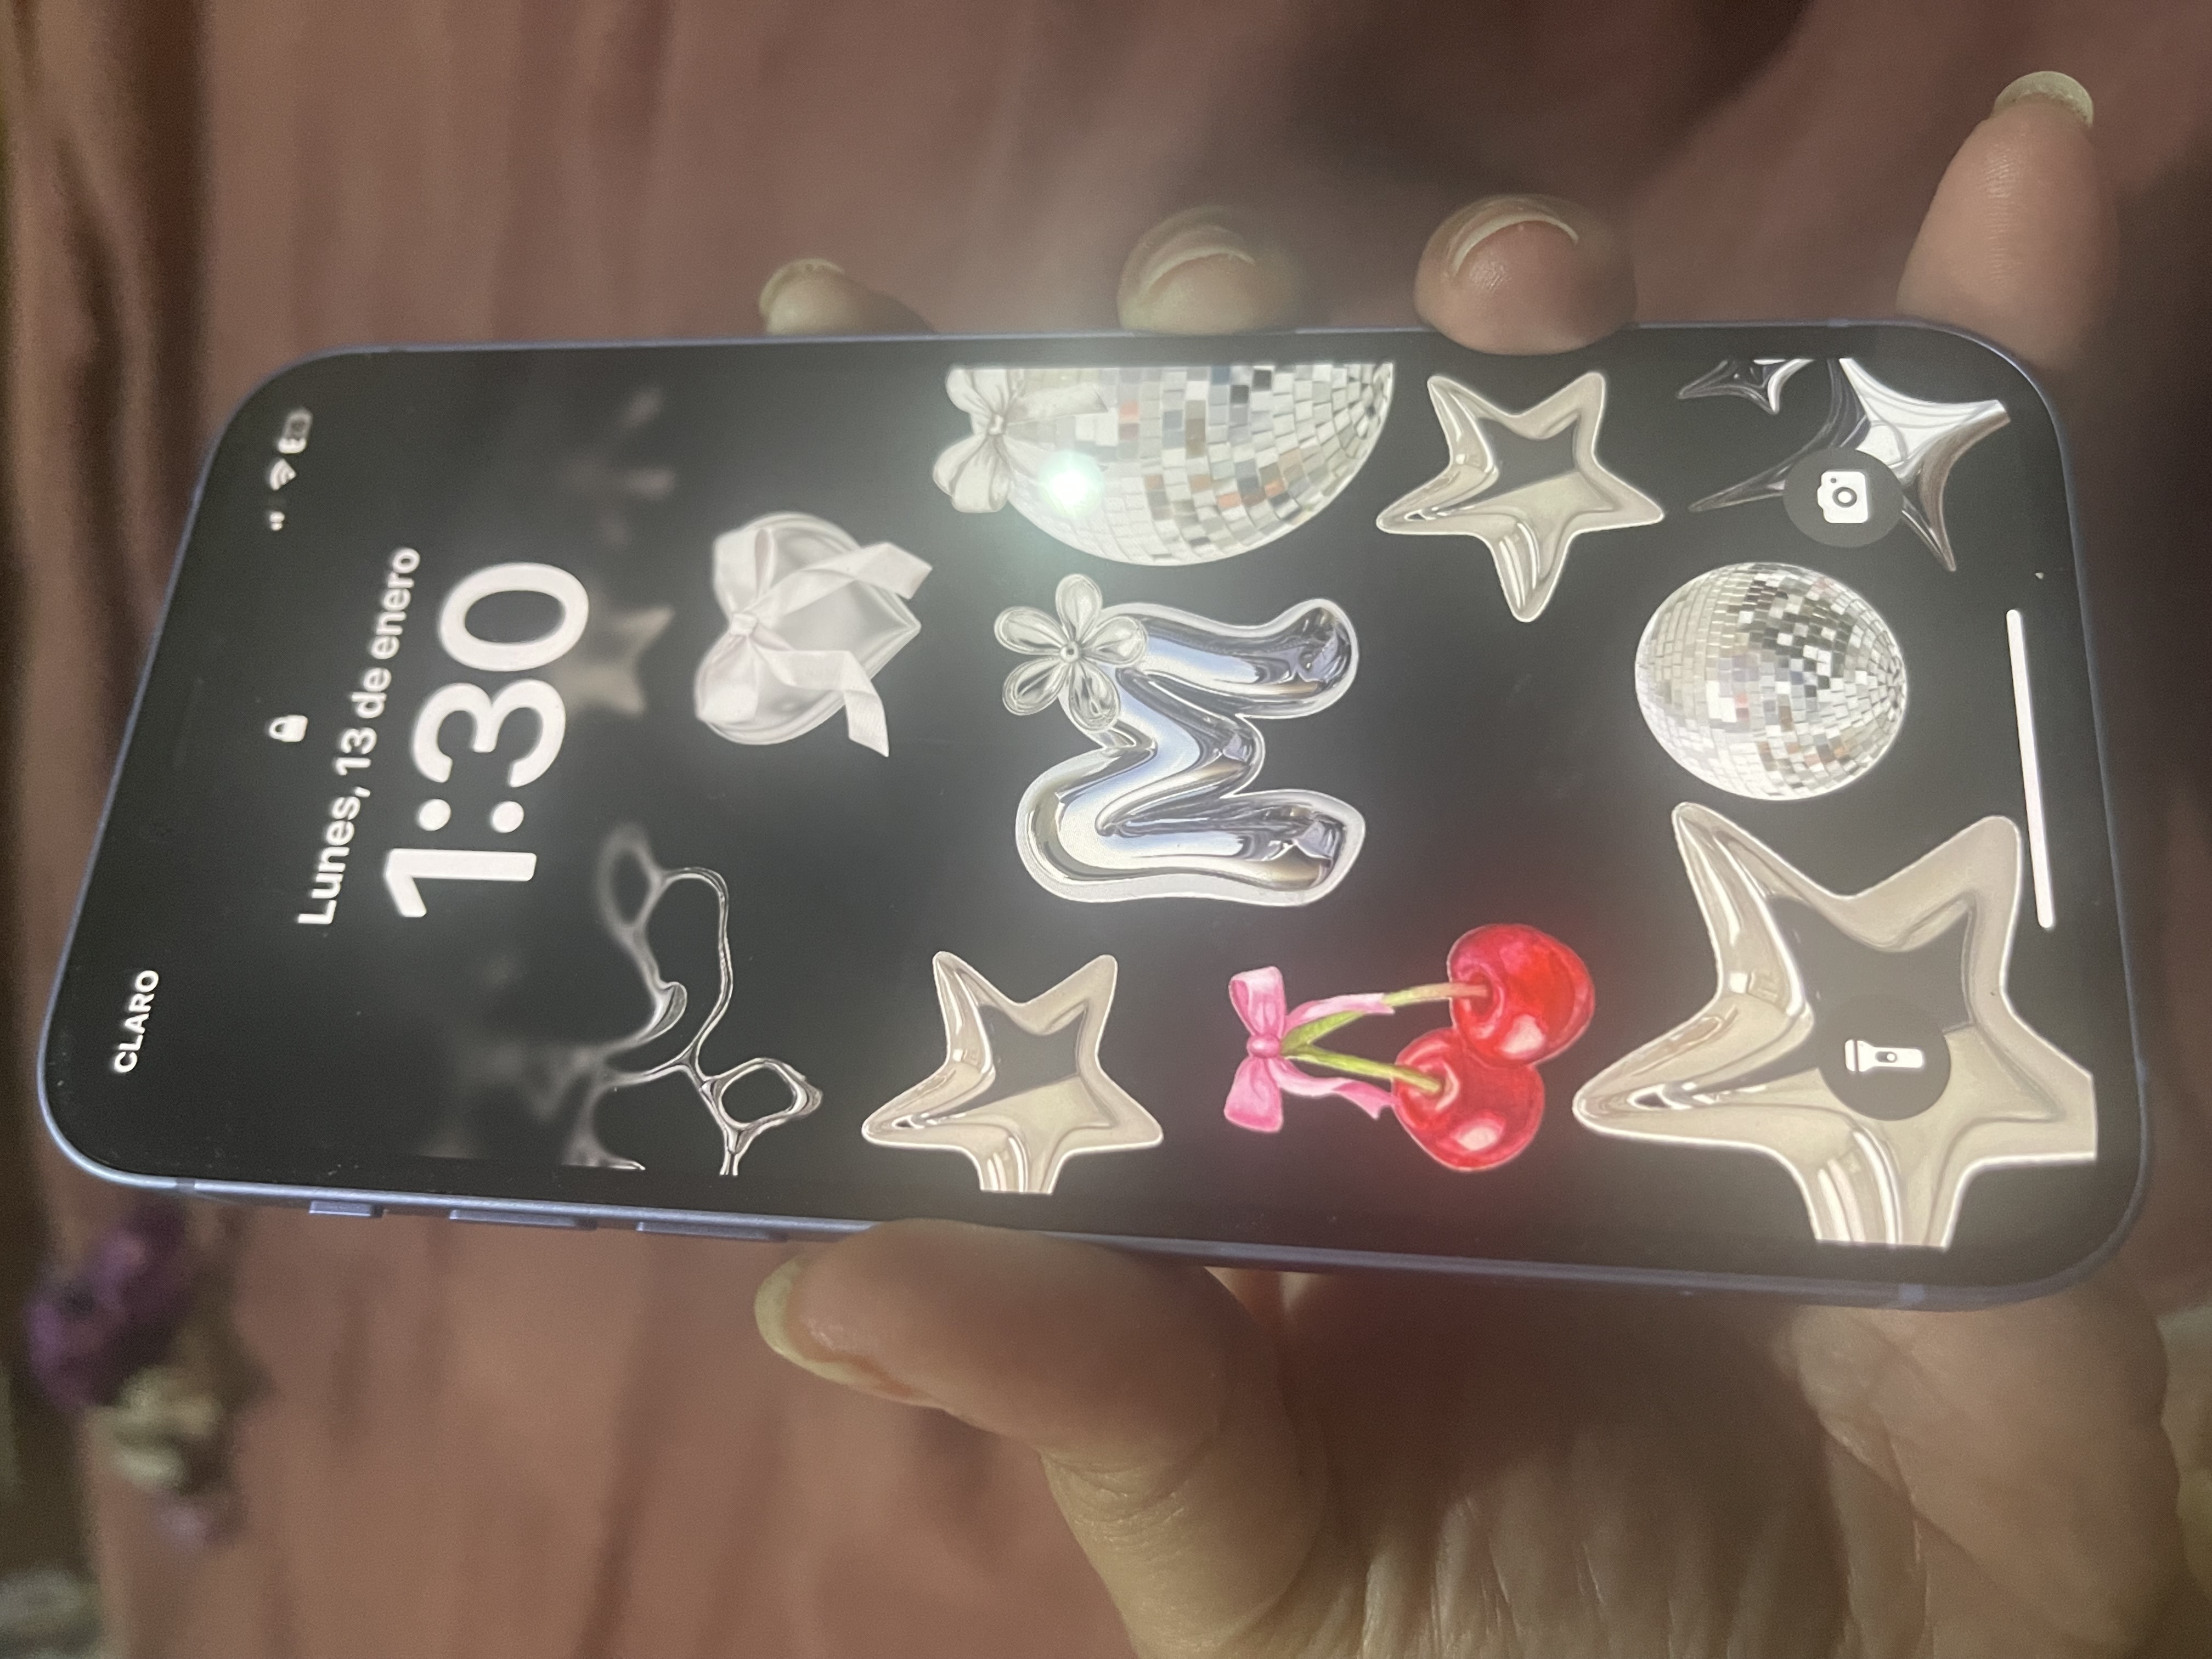 CLARO
Lunes, 13 de enero
1:30
M